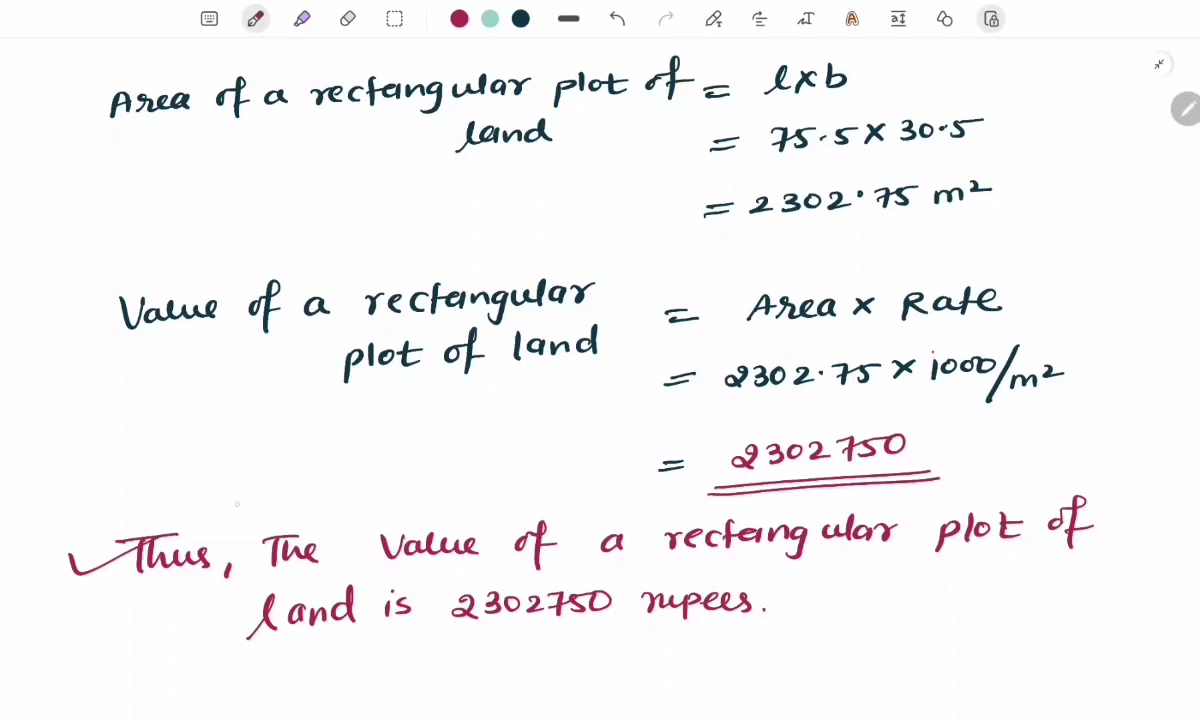 Area of a rectangular plot of = l×b
land
= 75.5 × 30.5
= 2302.75 m²
Value of a rectangular = Area × Rate
plot of land
= 2302.75 × 1000/m²
= 2302750
Thus, The Value of a rectangular plot of
land is 2302750 rupees.